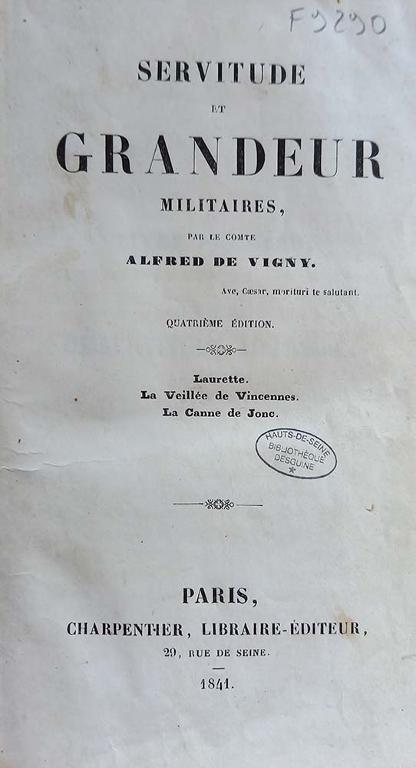 F9290
SERVITUDE
ET
GRANDEUR
MILITAIRES,
PAR LE COMTE
ALFRED DE VIGNY.
Ave, Cæsar, morituri te salutant.
QUATRIÈME ÉDITION.
Laurette.
La Veillée de Vincennes.
La Canne de Jonc.
HAUTS-DE-SEINE
BIBLIOTHÈQUE
DESGUINE
PARIS,
CHARPENTIER, LIBRAIRE-ÉDITEUR,
29, RUE DE SEINE.
1841.